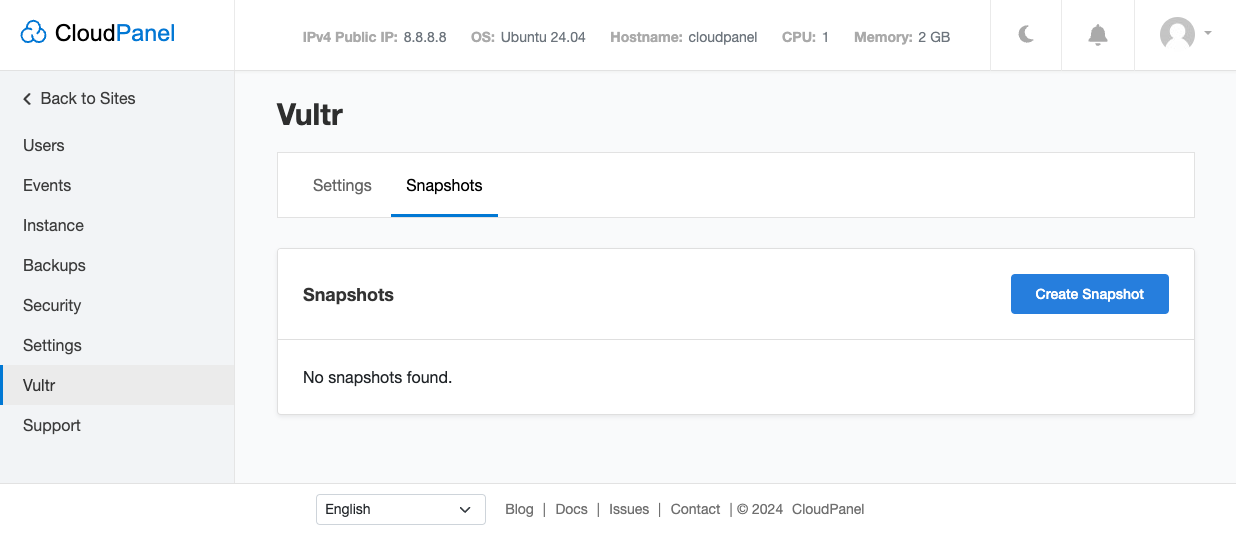 CloudPanel
IPv4 Public IP: 8.8.8.8 OS: Ubuntu 24.04 Hostname: cloudpanel CPU: 1 Memory: 2 GB
Back to Sites
Users
Events
Instance
Backups
Security
Settings
Vultr
Support
Vultr
Settings Snapshots
Snapshots Create Snapshot
No snapshots found.
English Blog | Docs | Issues | Contact | © 2024 CloudPanel